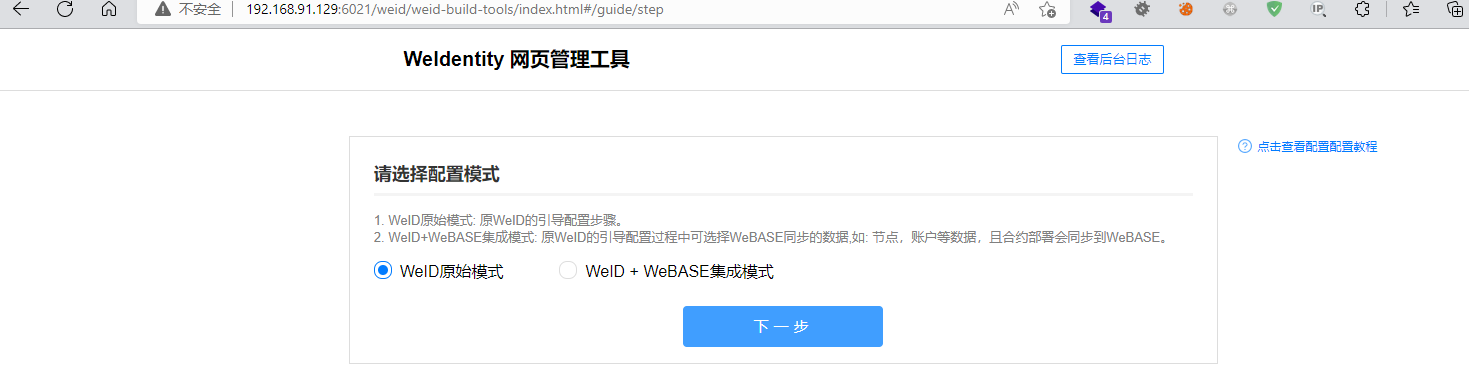 不安全 192.168.91.129:6021/weid/weid-build-tools/index.html#/guide/step
4
IP
WeIdentity 网页管理工具
查看后台日志
点击查看配置配置教程
请选择配置模式
1. WeID原始模式: 原WeID的引导配置步骤。
2. WeID+WeBASE集成模式: 原WeID的引导配置过程中可选择WeBASE同步的数据,如: 节点，账户等数据，且合约部署会同步到WeBASE。
WeID原始模式 WeID + WeBASE集成模式
下一步